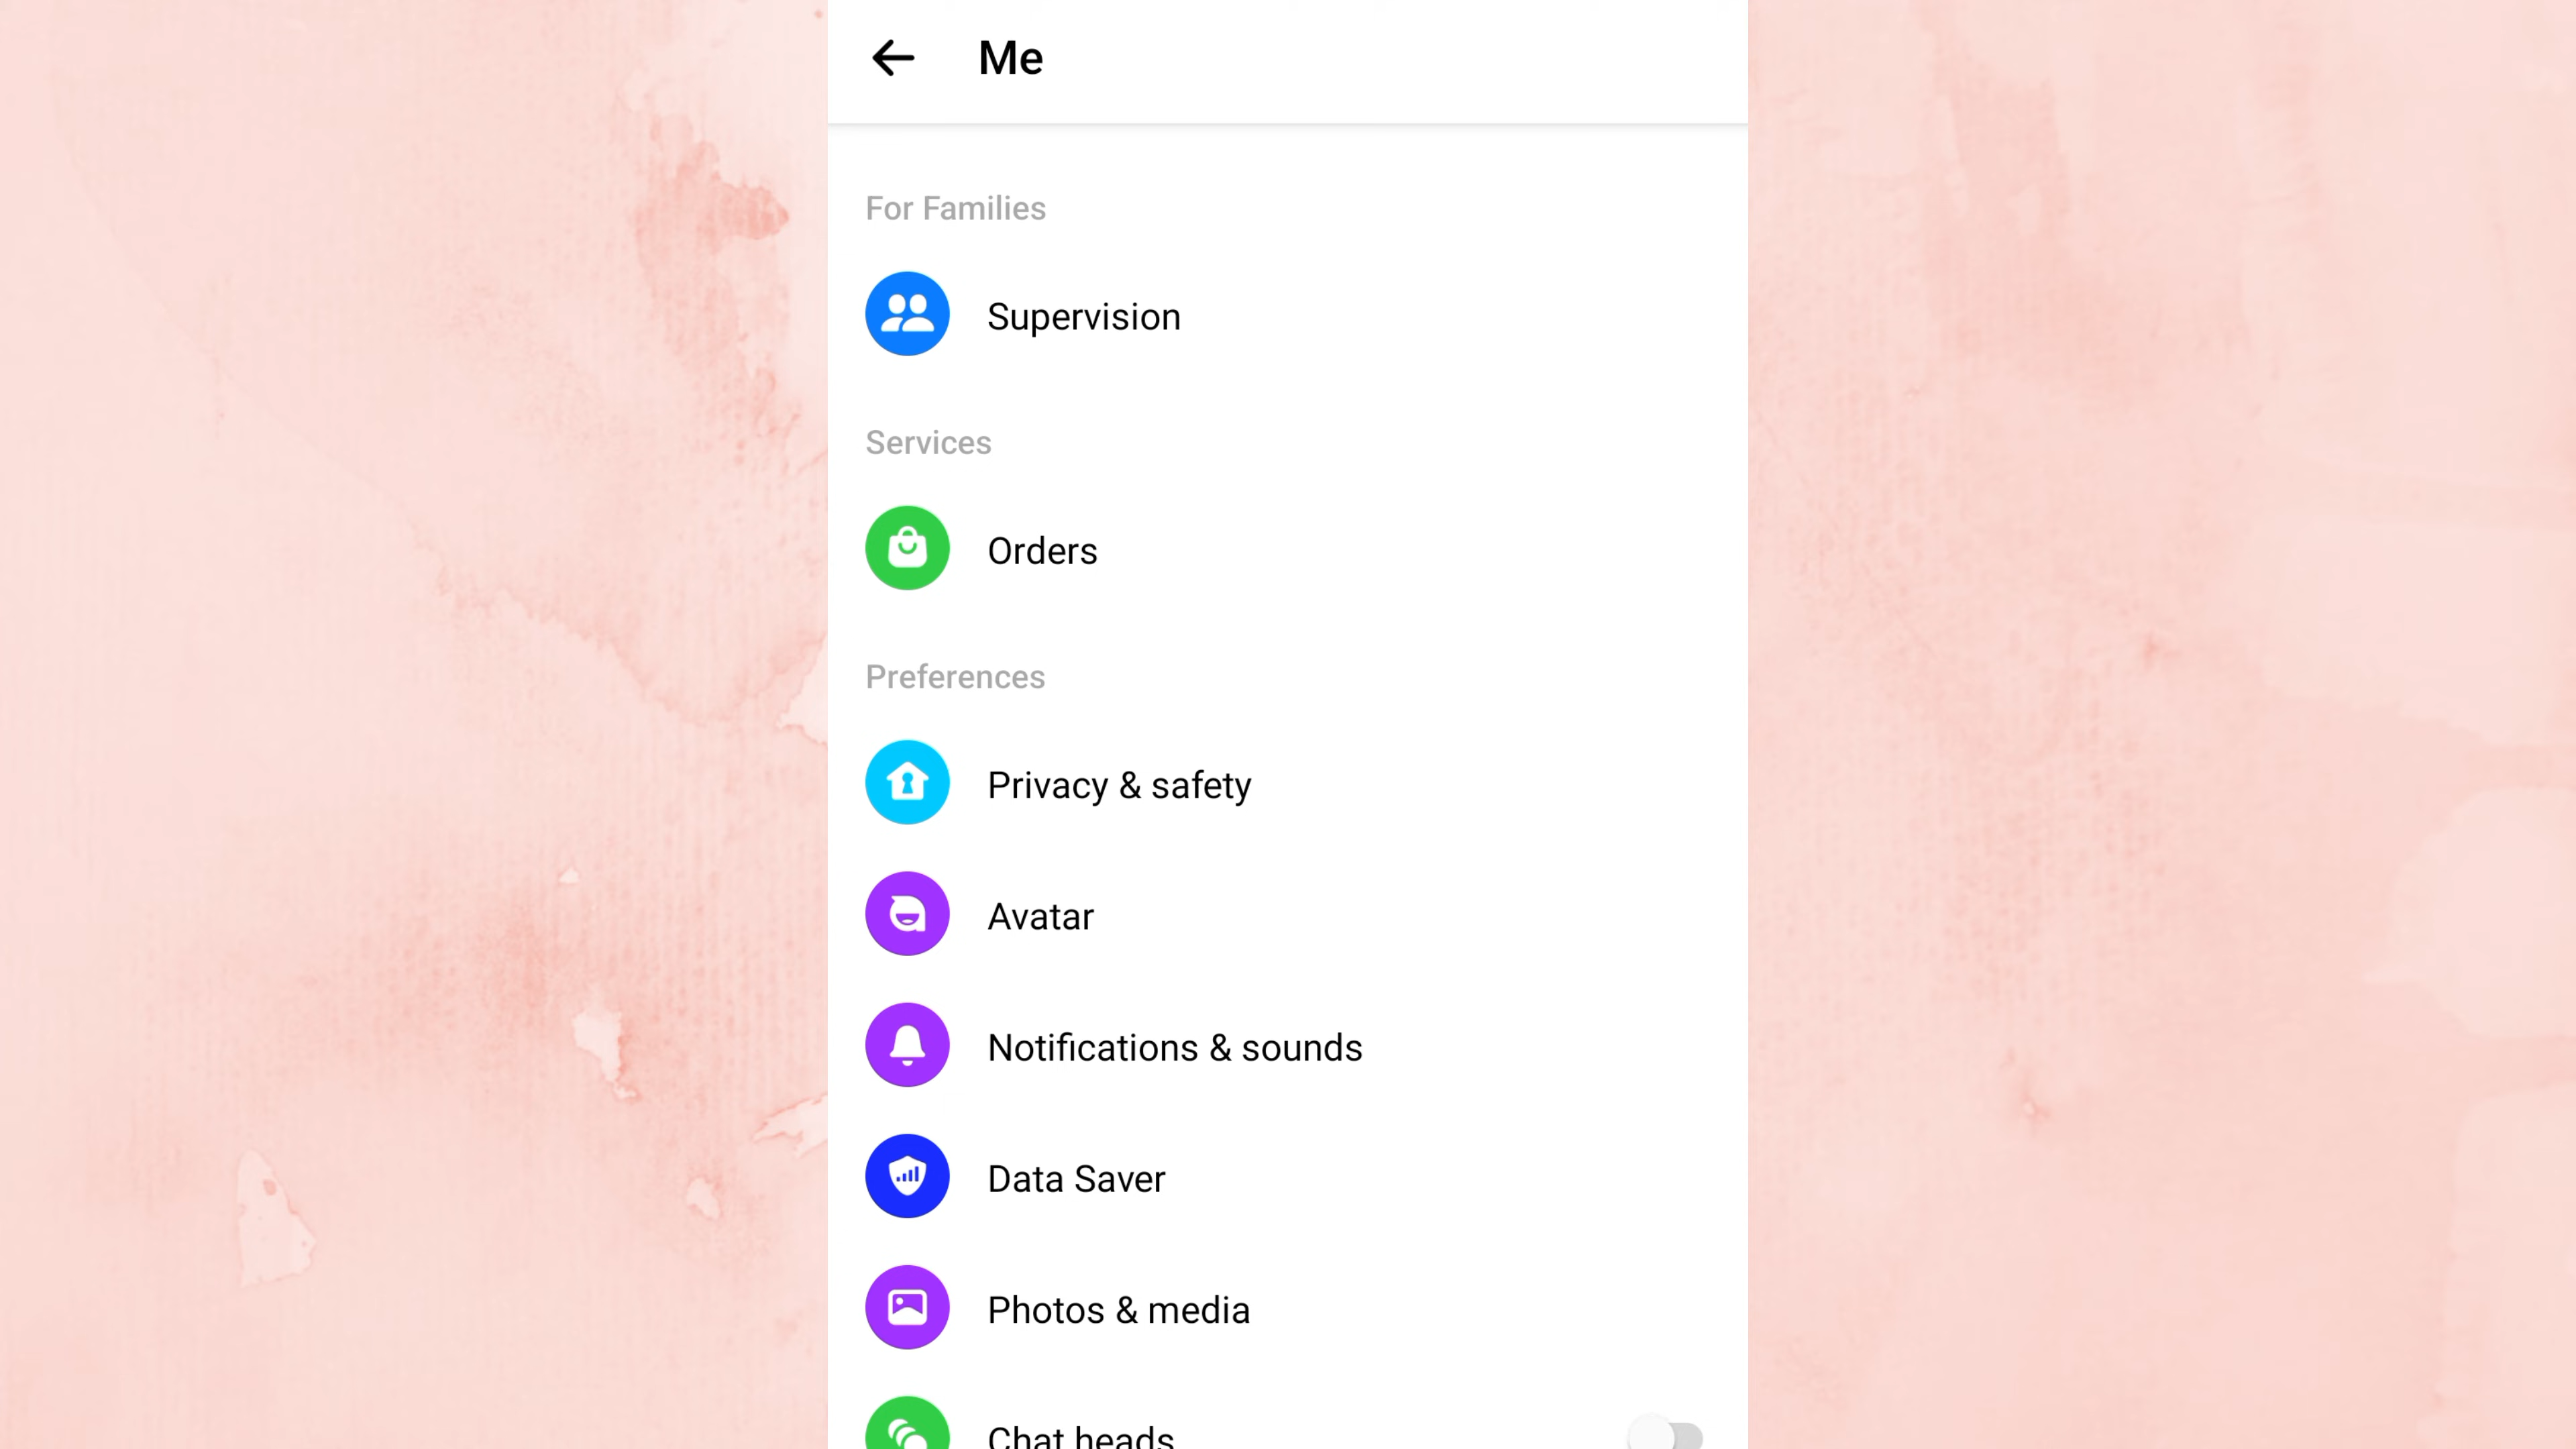 Me
For Families
Supervision
Services
Orders
Preferences
Privacy & safety
Avatar
Notifications & sounds
Data Saver
Photos & media
Chat heads